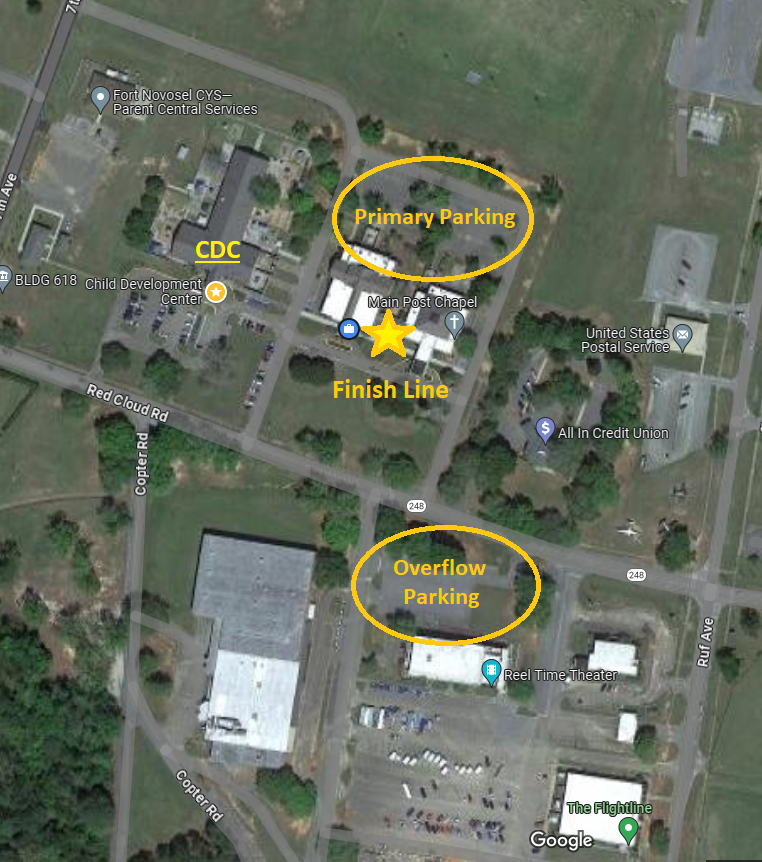 7th
Fort Novosel CYS—
Parent Central Services
Ave
Primary Parking
CDC
BLDG 618
Child Development
Center
Main Post Chapel
United States
Postal Service
Finish Line
Red Cloud Rd
Copter Rd
$
All In Credit Union
248
Overflow
Parking
248
Ruf Ave
Reel Time Theater
Copter Rd
The Flightline
Google